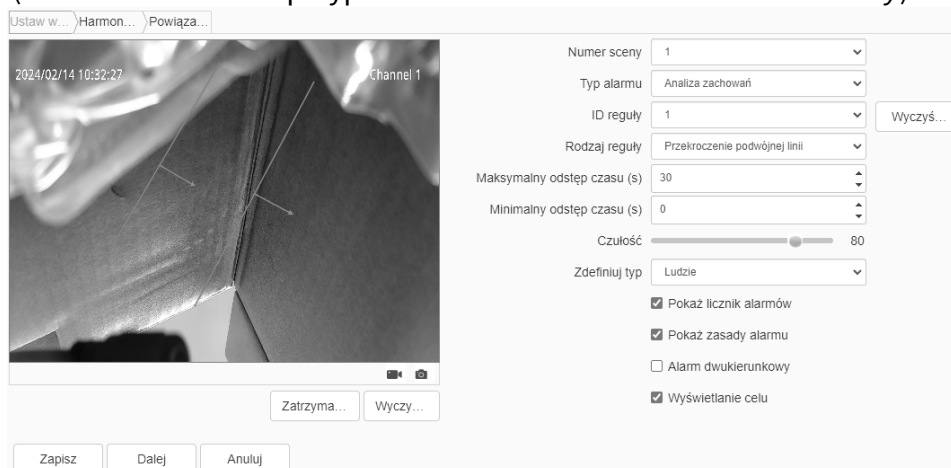 Ustaw w... Harmon... Powiąza...
2024/02/14 10:32:27 Channel 1
Numer sceny 1
Typ alarmu Analiza zachowań
ID reguły 1 Wyczyś...
Rodzaj reguły Przekroczenie podwójnej linii
Maksymalny odstęp czasu (s) 30
Minimalny odstęp czasu (s) 0
Czułość 80
Zdefiniuj typ Ludzie
Pokaż licznik alarmów
Pokaż zasady alarmu
Alarm dwukierunkowy
Wyświetlanie celu
Zatrzyma... Wyczy...
Zapisz Dalej Anuluj